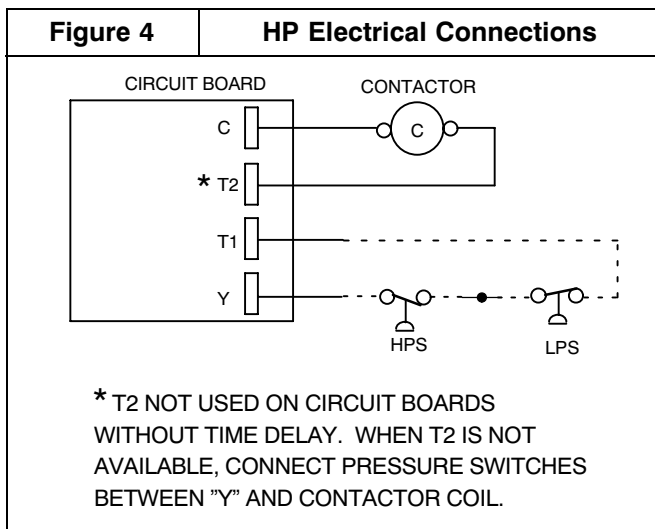 Figure 4
HP Electrical Connections
CIRCUIT BOARD
CONTACTOR
C
C
* T2
T1
Y
HPS
LPS
* T2 NOT USED ON CIRCUIT BOARDS
WITHOUT TIME DELAY. WHEN T2 IS NOT
AVAILABLE, CONNECT PRESSURE SWITCHES
BETWEEN ”Y” AND CONTACTOR COIL.